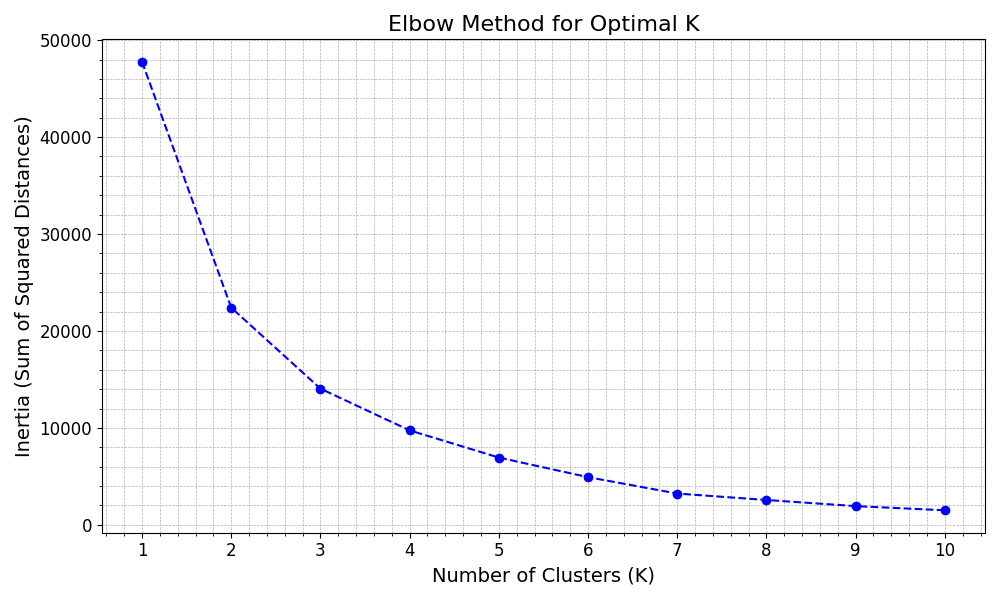 Elbow Method for Optimal K
Inertia (Sum of Squared Distances)
50000
40000
30000
20000
10000
0
1 2 3 4 5 6 7 8 9 10
Number of Clusters (K)